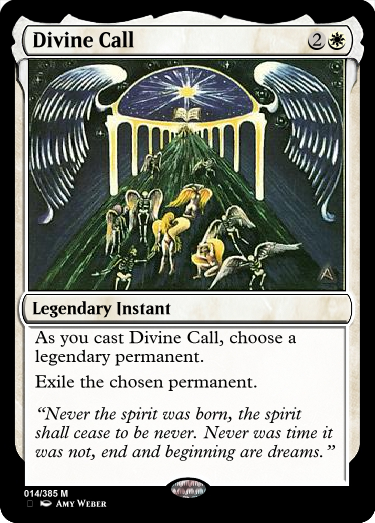 Divine Call 2
Legendary Instant
As you cast Divine Call, choose a
legendary permanent.
Exile the chosen permanent.
“Never the spirit was born, the spirit
shall cease to be never. Never was time it
was not, end and beginning are dreams.”
014/385 M
Amy Weber